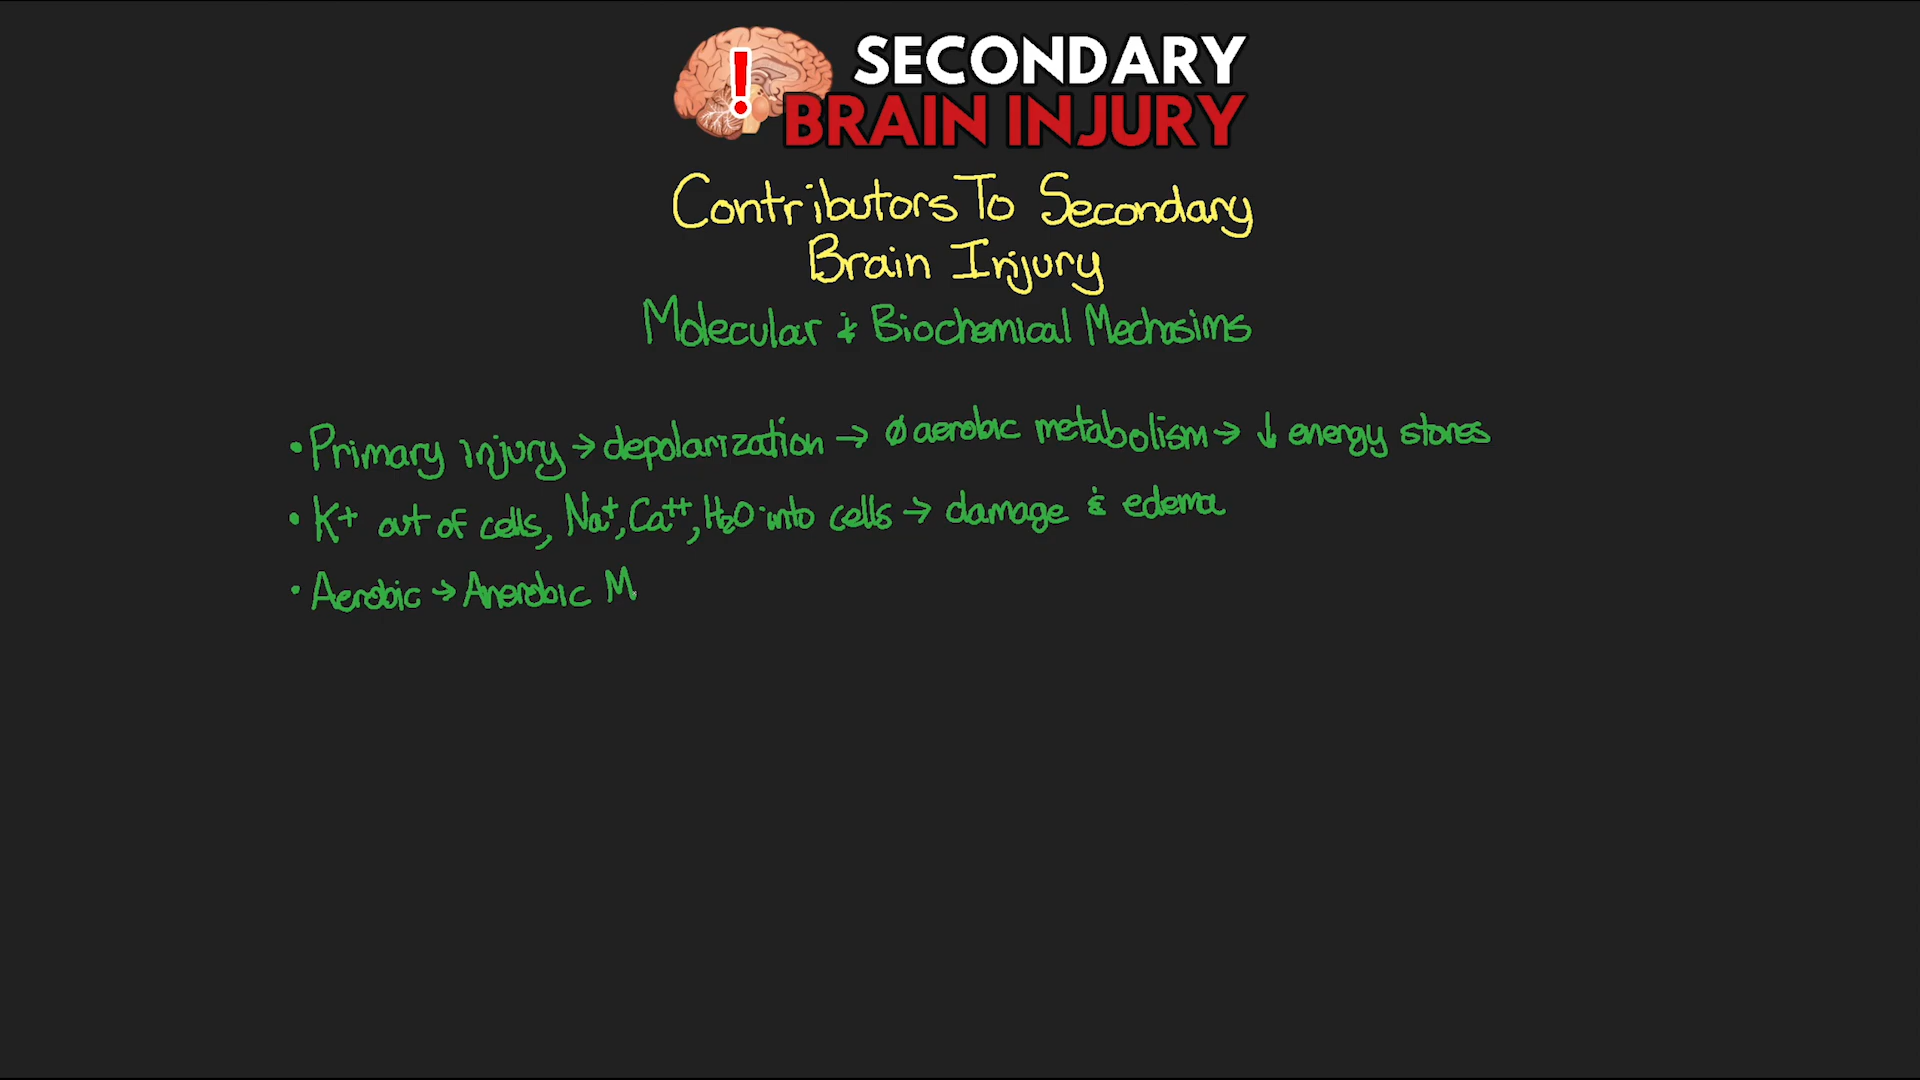 SECONDARY
BRAIN INJURY
Contributors To Secondary
Brain Injury
Molecular & Biochemical Mechasims
• Primary injury → depolarization → ∅ aerobic metabolism → ↓ energy stores
• K+ out of cells, Na+, Ca++, H₂O into cells → damage & edema
• Aerobic → Anerobic M